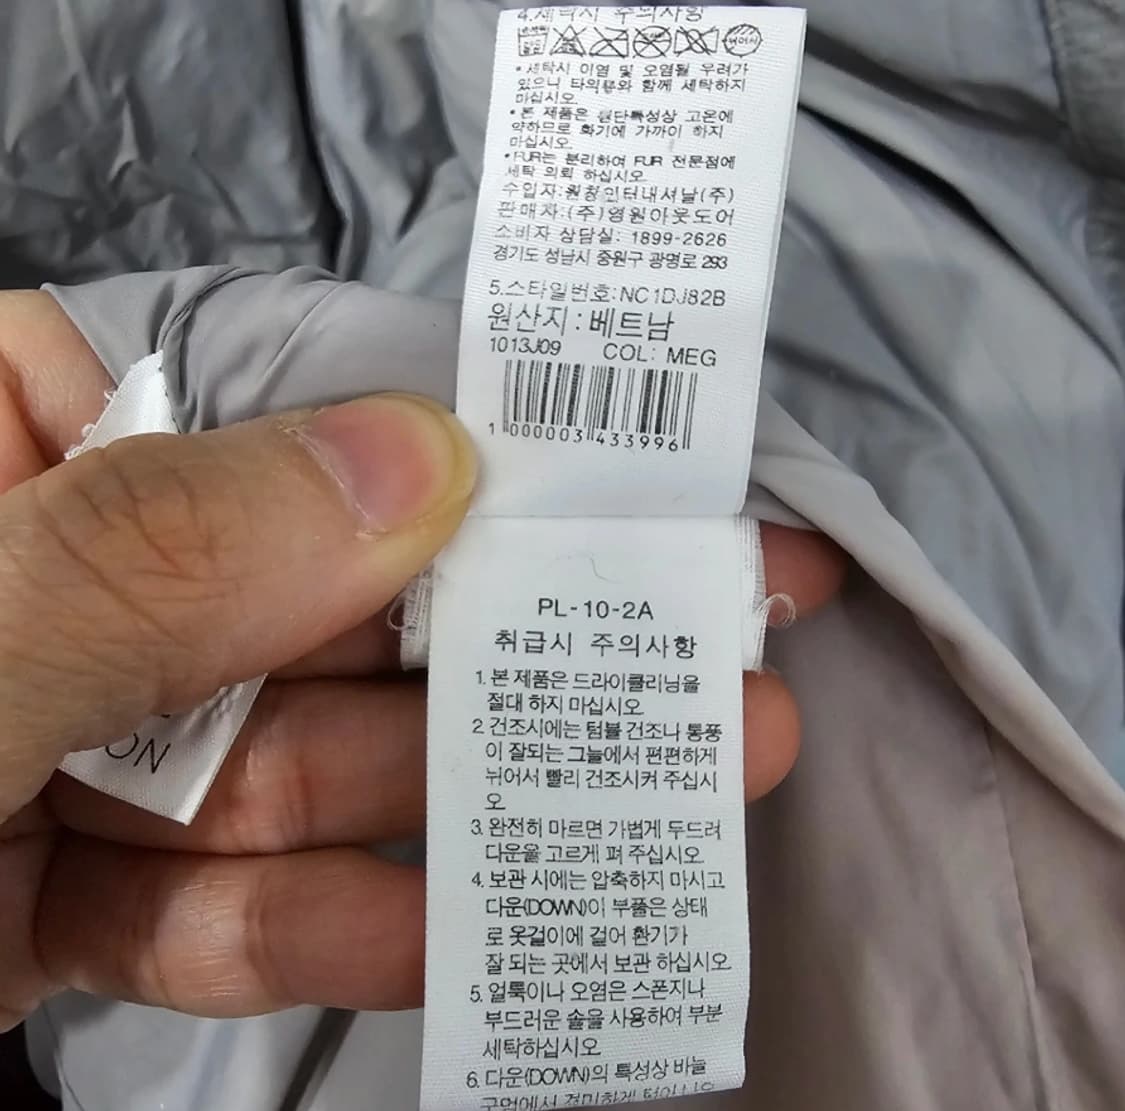 4.세탁시 주의사항
뉘어서
•세탁시 이염 및 오염될 우려가
있으니 타의류와 함께 세탁하지
마십시오.
•본 제품은 원단특성상 고온에
약하므로 화기에 가까이 하지
마십시오.
•FUR는 분리하여 FUR 전문점에
세탁 의뢰 하십시오.
수입자:원청인터내셔날(주)
판매자:(주)영원아웃도어
소비자 상담실: 1899-2626
경기도 성남시 중원구 광명로 293
5.스타일번호:NC1DJ82B
원산지 : 베트남
1013J09 COL: MEG
1 000003 433996
ON
PL-10-2A
취급시 주의사항
1. 본 제품은 드라이클리닝을
절대 하지 마십시오
2 건조시에는 텀블 건조나 통풍
이 잘되는 그늘에서 편편하게
뉘어서 빨리 건조시켜 주십시
오
3. 완전히 마르면 가볍게 두드려
다운을 고르게 펴 주십시오
4. 보관 시에는 압축하지 마시고
다운(DOWN)이 부풀은 상태
로 옷걸이에 걸어 환기가
잘 되는 곳에서 보관 하십시오
5. 얼룩이나 오염은 스폰지나
부드러운 솔을 사용하여 부분
세탁하십시오
6. 다운(DOWN)의 특성상 바늘
구멍에서 경미하게